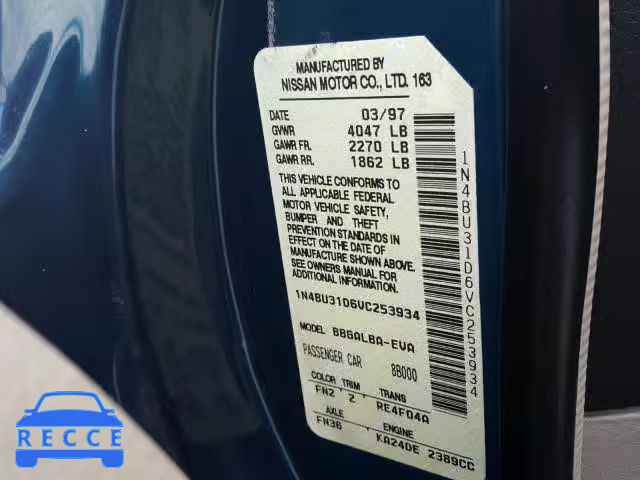 MANUFACTURED BY
NISSAN MOTOR CO., LTD. 163
DATE 03/97
GVWR 4047 LB
GAWR FR. 2270 LB
GAWR RR. 1862 LB
THIS VEHICLE CONFORMS TO
ALL APPLICABLE FEDERAL
MOTOR VEHICLE SAFETY,
BUMPER AND THEFT
PREVENTION STANDARDS IN
EFFECT ON THE DATE OF
MANUFACTURE SHOWN ABOVE.
SEE OWNERS MANUAL FOR
ADDITIONAL INFORMATION.
1N4BU31D6VC253934
BBGALBA-EVA
PASSENGER CAR 8B000
COLOR TRIM TRANS
FN2 2 RE4F04A
AXLE ENGINE
FN36 KA24DE 2389CC
1N4BU31D6VC253934
RECCE